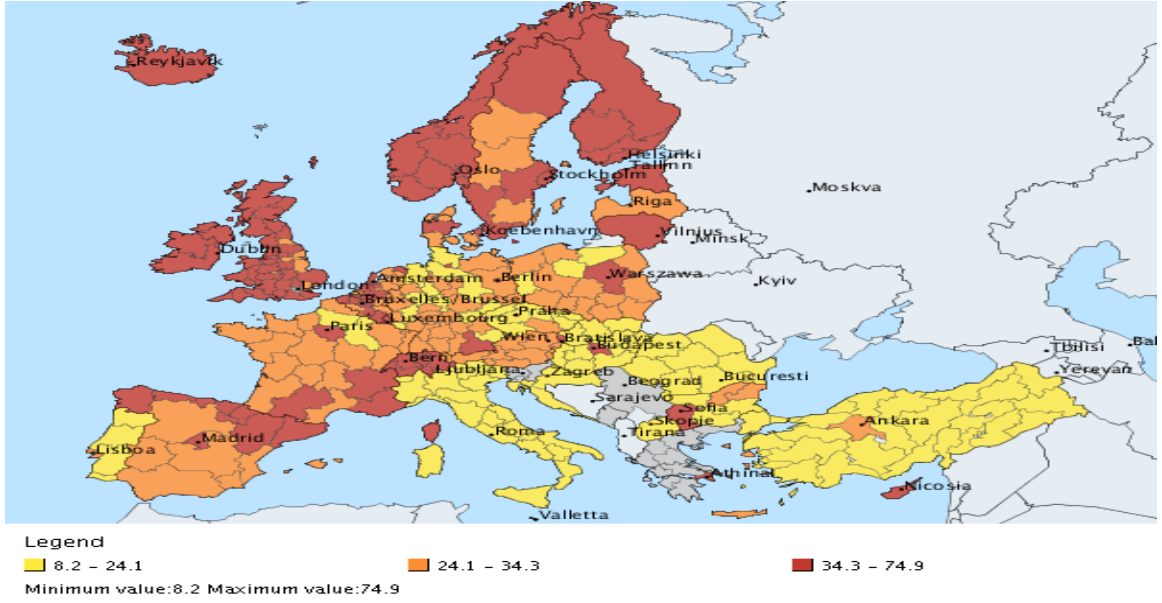 Reykjavik
Helsinki
Tallinn
Oslo
Stockholm
Moskva
Riga
Dublin
Koebenhavn
Vilnius
Minsk
Amsterdam
Berlin
Warszawa
London
Kyiv
Bruxelles/Brussel
Luxembourg
Praha
Paris
Wien
Bratislava
Budapest
Bern
Ljubljana
Zagreb
Tbilisi
Yerevan
Beograd
Bucuresti
Sarajevo
Sofia
Skopje
Roma
Tirana
Ankara
Madrid
Lisboa
Athinai
Nicosia
Valletta
Legend
8.2 - 24.1 24.1 - 34.3 34.3 - 74.9
Minimum value:8.2 Maximum value:74.9